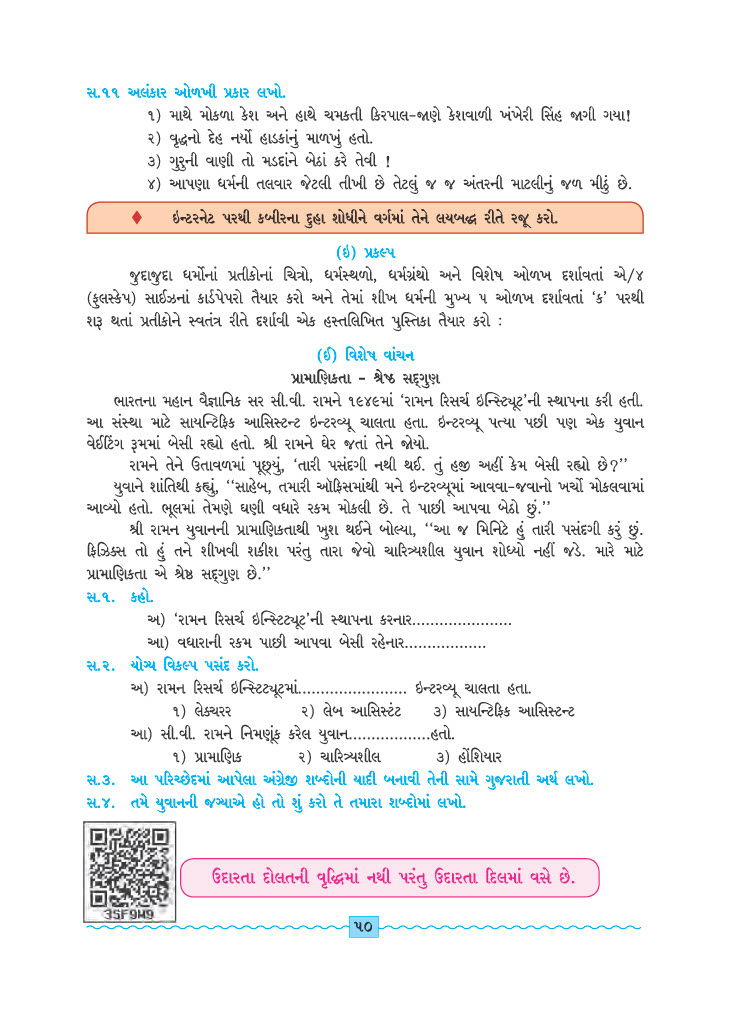 સ.૧૧ અલંકાર ઓળખી પ્રકાર લખો.
૧) માથે મોકળા કેશ અને હાથે ચમકતી કિરપાલ-જાણે કેશવાળી ખંખેરી સિંહ જાગી ગયા!
૨) વૃદ્ધનો દેહ નર્યો હાડકાંનું માળખું હતો.
૩) ગુરુની વાણી તો મડદાંને બેઠાં કરે તેવી !
૪) આપણા ધર્મની તલવાર જેટલી તીખી છે તેટલું જ જ અંતરની માટલીનું જળ મીઠું છે.
♦ ઇન્ટરનેટ પરથી કબીરના દુહા શોધીને વર્ગમાં તેને લયબદ્ધ રીતે રજૂ કરો.
(ઇ) પ્રકલ્પ
જુદાજુદા ધર્મોનાં પ્રતીકોનાં ચિત્રો, ધર્મસ્થળો, ધર્મગ્રંથો અને વિશેષ ઓળખ દર્શાવતાં એ/૪
(ફુલસ્કેપ) સાઈઝનાં કાર્ડપેપરો તૈયાર કરો અને તેમાં શીખ ધર્મની મુખ્ય ૫ ઓળખ દર્શાવતાં ‘ક’ પરથી
શરૂ થતાં પ્રતીકોને સ્વતંત્ર રીતે દર્શાવી એક હસ્તલિખિત પુસ્તિકા તૈયાર કરો :
(ઈ) વિશેષ વાંચન
પ્રામાણિકતા – શ્રેષ્ઠ સદ્ગુણ
ભારતના મહાન વૈજ્ઞાનિક સર સી.વી. રામને ૧૯૪૯માં ‘રામન રિસર્ચ ઇન્સ્ટિટ્યૂટ’ની સ્થાપના કરી હતી.
આ સંસ્થા માટે સાયન્ટિફિક આસિસ્ટન્ટ ઇન્ટરવ્યૂ ચાલતા હતા. ઇન્ટરવ્યૂ પત્યા પછી પણ એક યુવાન
વેઈટિંગ રૂમમાં બેસી રહ્યો હતો. શ્રી રામને ઘેર જતાં તેને જોયો.
રામને તેને ઉતાવળમાં પૂછ્યું, ‘તારી પસંદગી નથી થઈ. તું હજી અહીં કેમ બેસી રહ્યો છે?’’
યુવાને શાંતિથી કહ્યું, ‘‘સાહેબ, તમારી ઑફિસમાંથી મને ઇન્ટરવ્યૂમાં આવવા-જવાનો ખર્ચો મોકલવામાં
આવ્યો હતો. ભૂલમાં તેમણે ઘણી વધારે રકમ મોકલી છે. તે પાછી આપવા બેઠો છું.’’
શ્રી રામન યુવાનની પ્રામાણિકતાથી ખુશ થઈને બોલ્યા, ‘‘આ જ મિનિટે હું તારી પસંદગી કરું છું.
ફિઝિક્સ તો હું તને શીખવી શકીશ પરંતુ તારા જેવો ચારિત્ર્યશીલ યુવાન શોધ્યો નહીં જડે. મારે માટે
પ્રામાણિકતા એ શ્રેષ્ઠ સદ્ગુણ છે.’’
સ.૧. કહો.
અ) ‘રામન રિસર્ચ ઇન્સ્ટિટ્યૂટ’ની સ્થાપના કરનાર......................
આ) વધારાની રકમ પાછી આપવા બેસી રહેનાર..................
સ.૨. યોગ્ય વિકલ્પ પસંદ કરો.
અ) રામન રિસર્ચ ઇન્સ્ટિટ્યૂટમાં........................ ઇન્ટરવ્યૂ ચાલતા હતા.
૧) લેક્ચરર ૨) લેબ આસિસ્ટંટ ૩) સાયન્ટિફિક આસિસ્ટન્ટ
આ) સી.વી. રામને નિમણૂંક કરેલ યુવાન..................હતો.
૧) પ્રામાણિક ૨) ચારિત્ર્યશીલ ૩) હોંશિયાર
સ.૩. આ પરિચ્છેદમાં આપેલા અંગ્રેજી શબ્દોની યાદી બનાવી તેની સામે ગુજરાતી અર્થ લખો.
સ.૪. તમે યુવાનની જગ્યાએ હો તો શું કરો તે તમારા શબ્દોમાં લખો.
ઉદારતા દોલતની વૃદ્ધિમાં નથી પરંતુ ઉદારતા દિલમાં વસે છે.
3SF9W9
૫૦